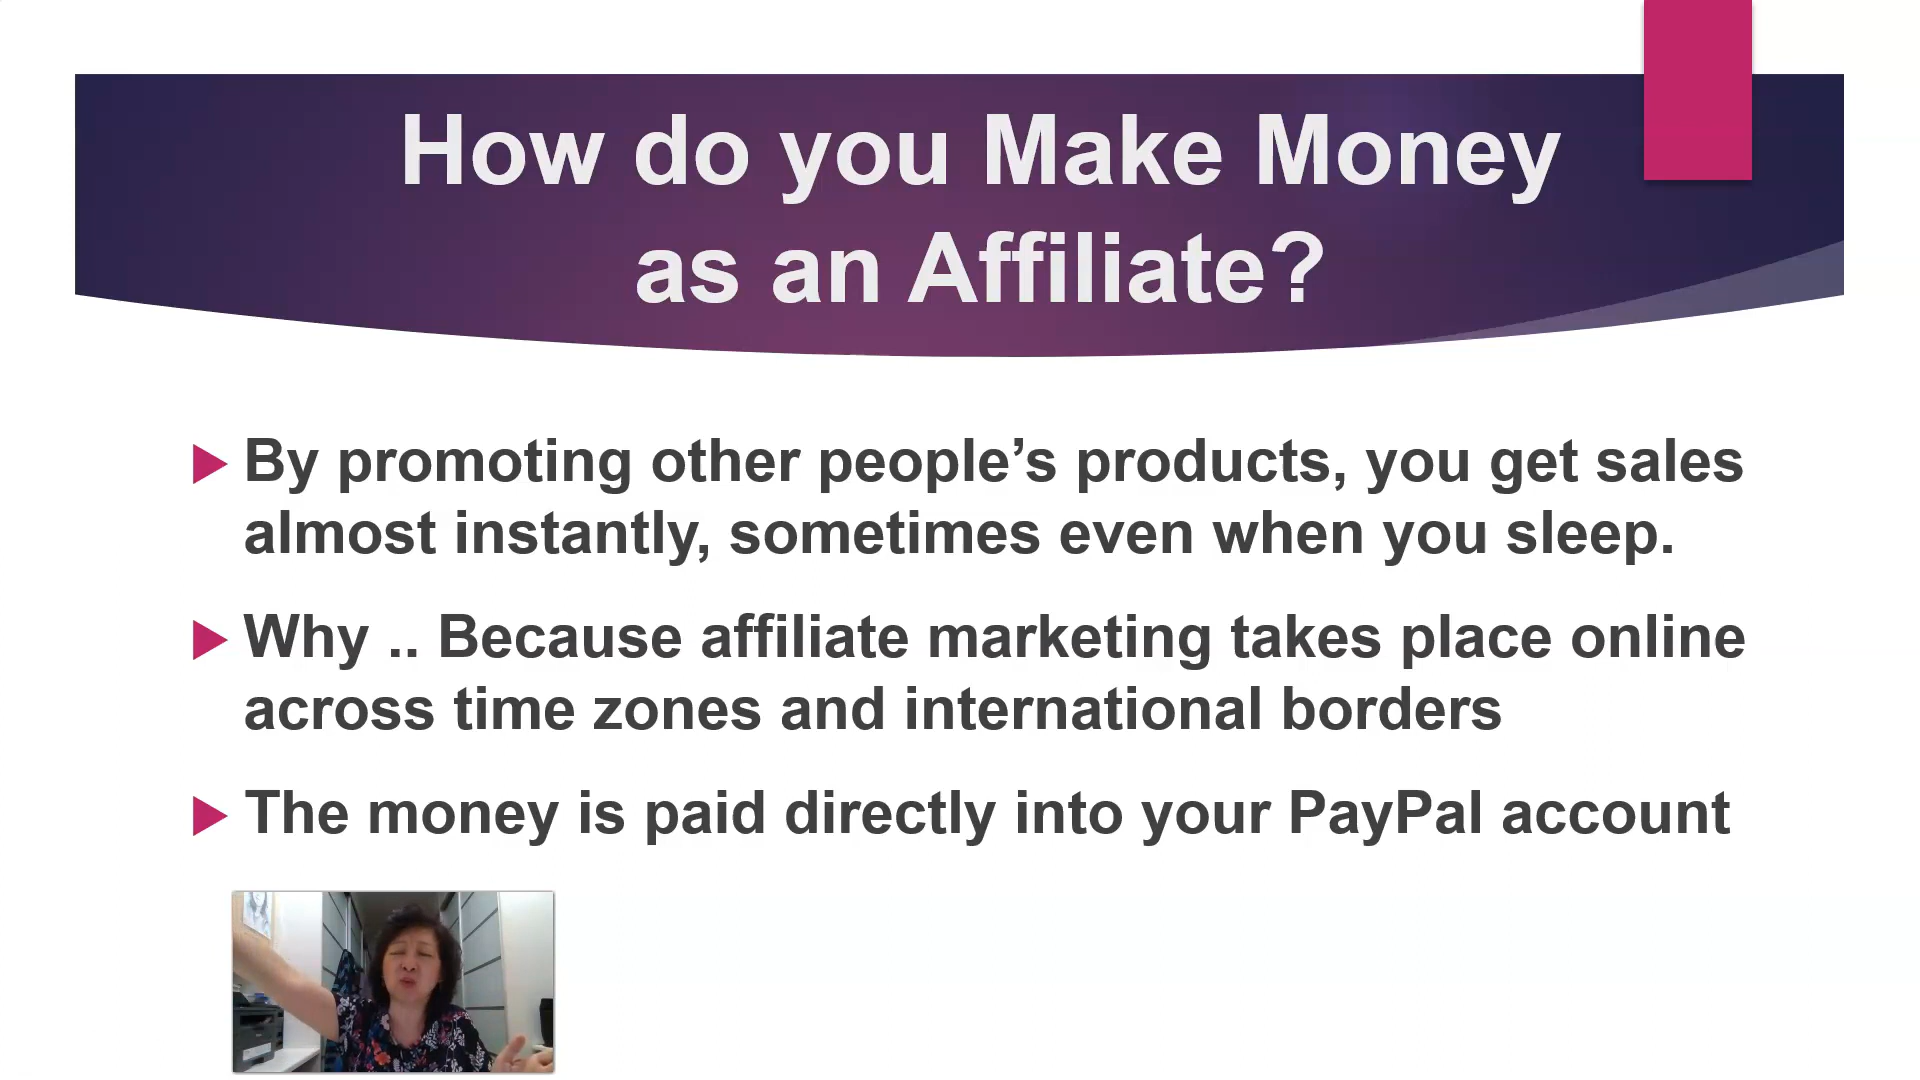 How do you Make Money
as an Affiliate?
By promoting other people’s products, you get sales
almost instantly, sometimes even when you sleep.
Why .. Because affiliate marketing takes place online
across time zones and international borders
The money is paid directly into your PayPal account